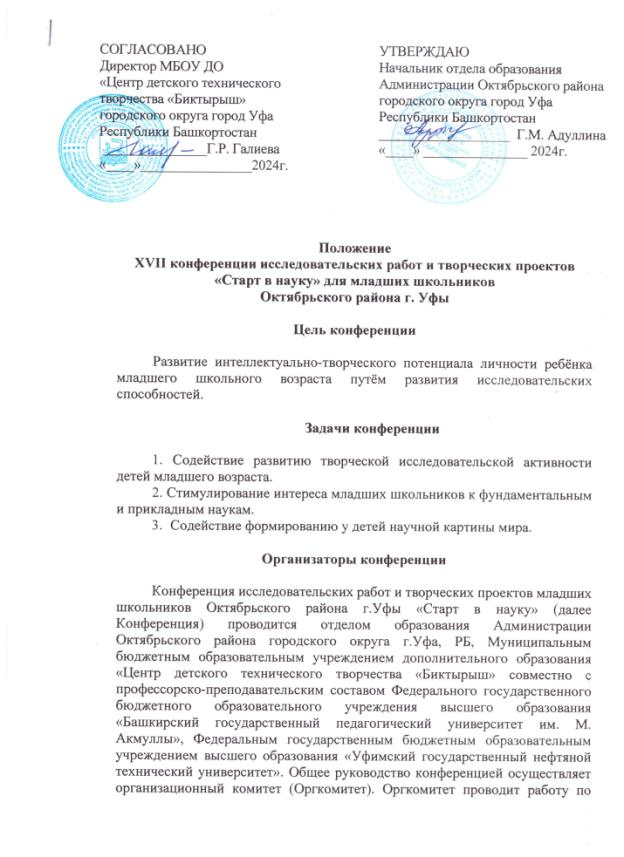 СОГЛАСОВАНО
Директор МБОУ ДО
«Центр детского технического
творчества «Биктырыш»
городского округа город Уфа
Республики Башкортостан
_______________Г.Р. Галиева
«____»________________2024г.
УТВЕРЖДАЮ
Начальник отдела образования
Администрации Октябрьского района
городского округа город Уфа
Республики Башкортостан
___________________ Г.М. Адуллина
«____» _______________ 2024г.
Положение
XVII конференции исследовательских работ и творческих проектов
«Старт в науку» для младших школьников
Октябрьского района г. Уфы
Цель конференции
Развитие интеллектуально-творческого потенциала личности ребёнка
младшего школьного возраста путём развития исследовательских
способностей.
Задачи конференции
1. Содействие развитию творческой исследовательской активности
детей младшего возраста.
2. Стимулирование интереса младших школьников к фундаментальным
и прикладным наукам.
3. Содействие формированию у детей научной картины мира.
Организаторы конференции
Конференция исследовательских работ и творческих проектов младших
школьников Октябрьского района г.Уфы «Старт в науку» (далее
Конференция) проводится отделом образования Администрации
Октябрьского района городского округа г.Уфа, РБ, Муниципальным
бюджетным образовательным учреждением дополнительного образования
«Центр детского технического творчества «Биктырыш» совместно с
профессорско-преподавательским составом Федерального государственного
бюджетного образовательного учреждения высшего образования
«Башкирский государственный педагогический университет им. М.
Акмуллы», Федеральным государственным бюджетным образовательным
учреждением высшего образования «Уфимский государственный нефтяной
технический университет». Общее руководство конференцией осуществляет
организационный комитет (Оргкомитет). Оргкомитет проводит работу по